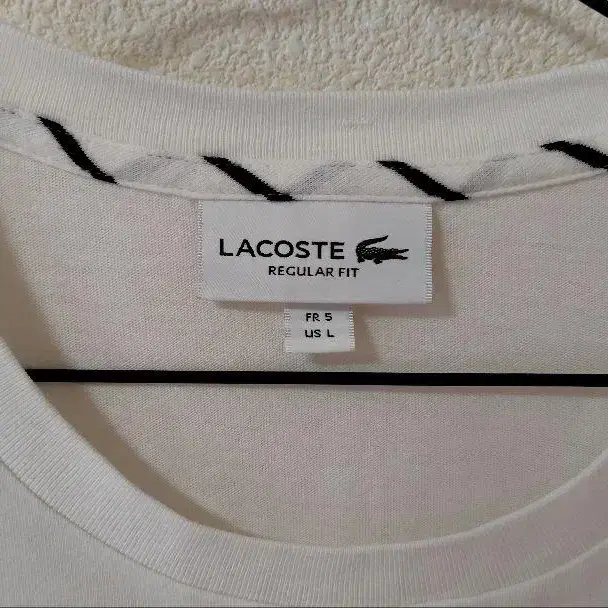 LACOSTE
REGULAR FIT
FR 5
US L